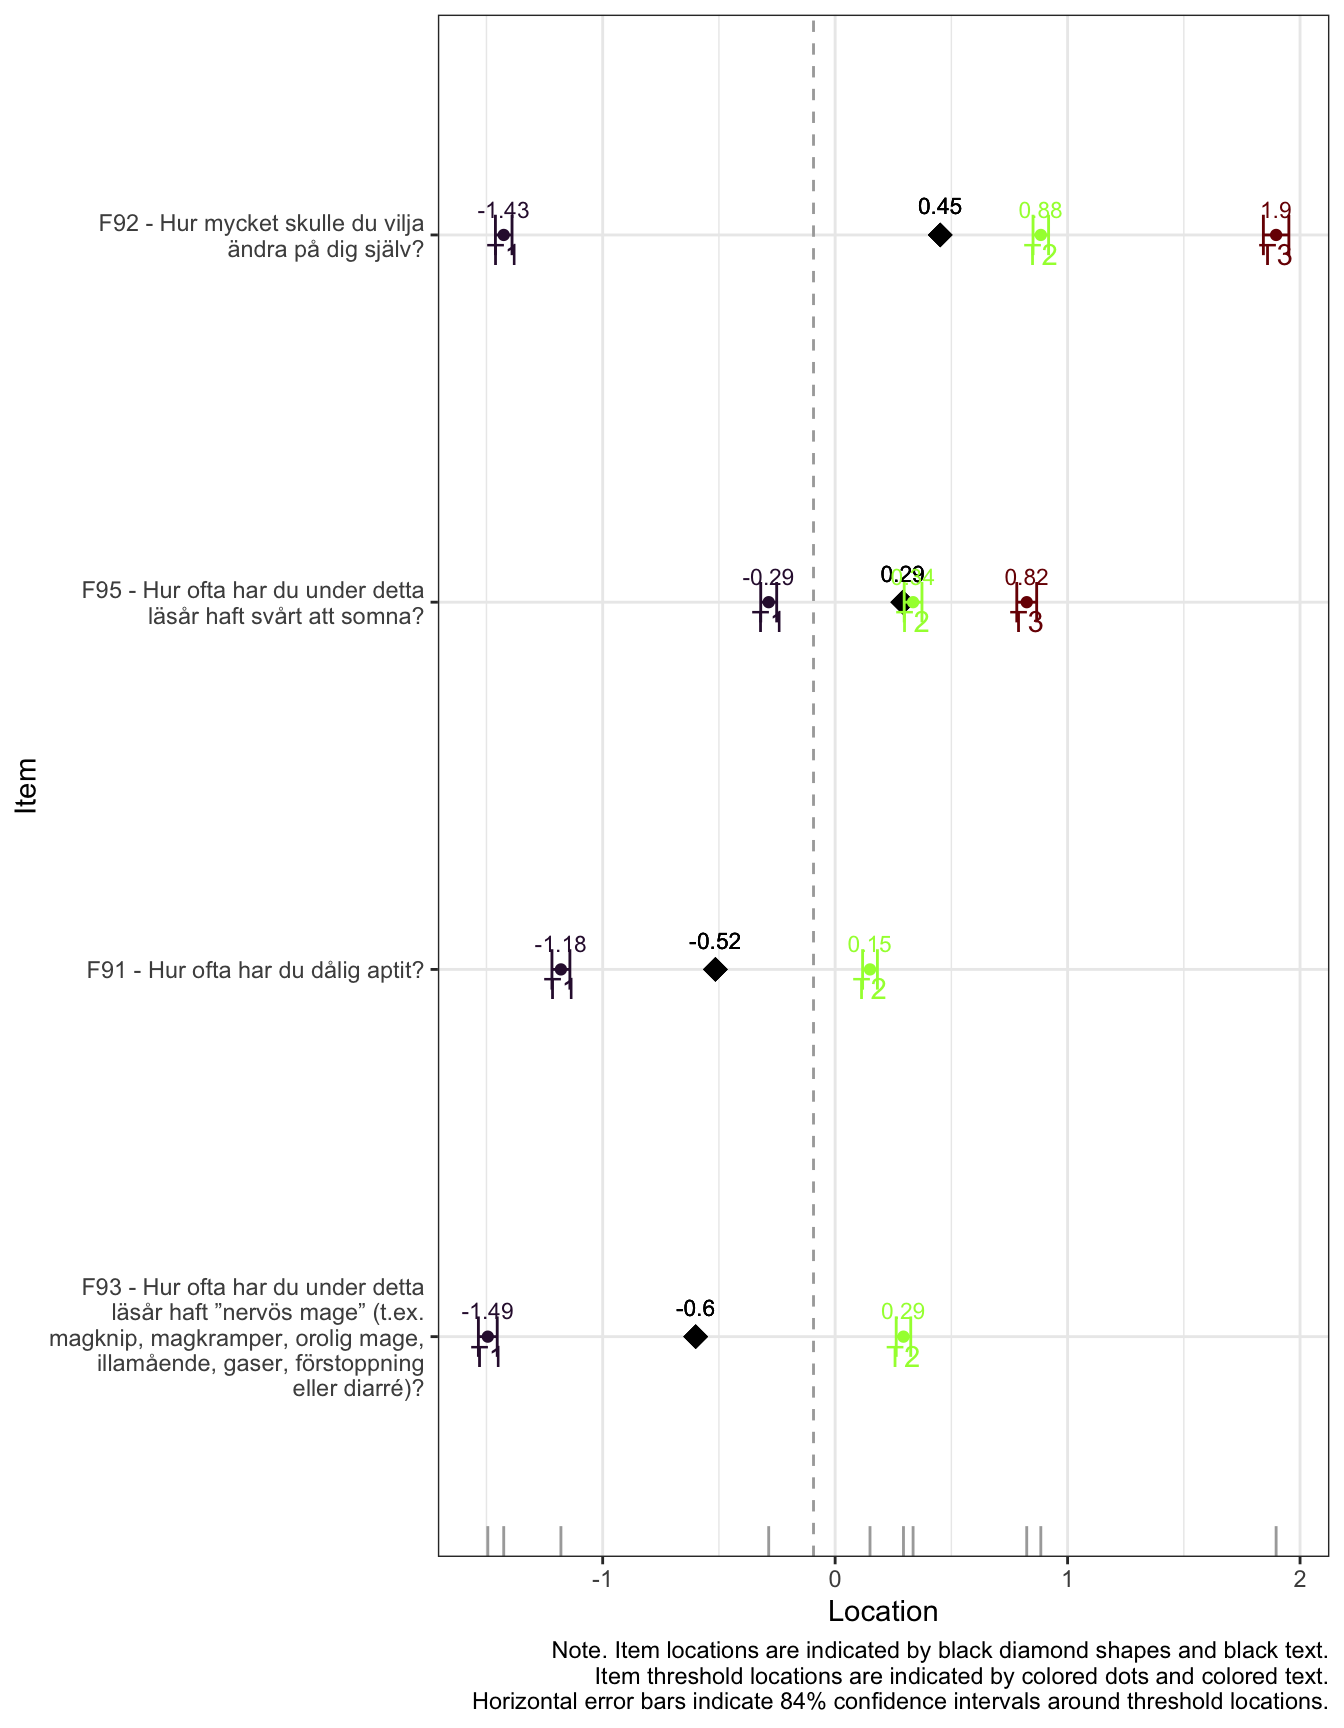 -1.43
0.45
0.88
1.9
F92 - Hur mycket skulle du vilja
ändra på dig själv?
T1
T2
T3
-0.29
0.29
0.34
0.82
F95 - Hur ofta har du under detta
läsår haft svårt att somna?
T1
T2
T3
Item
-1.18
-0.52
0.15
F91 - Hur ofta har du dålig aptit?
T1
T2
-1.49
-0.6
0.29
F93 - Hur ofta har du under detta
läsår haft ”nervös mage” (t.ex.
magknip, magkramper, orolig mage,
illamående, gaser, förstoppning
eller diarré)?
T1
T2
-1
0
1
2
Location
Note. Item locations are indicated by black diamond shapes and black text.
Item threshold locations are indicated by colored dots and colored text.
Horizontal error bars indicate 84% confidence intervals around threshold locations.